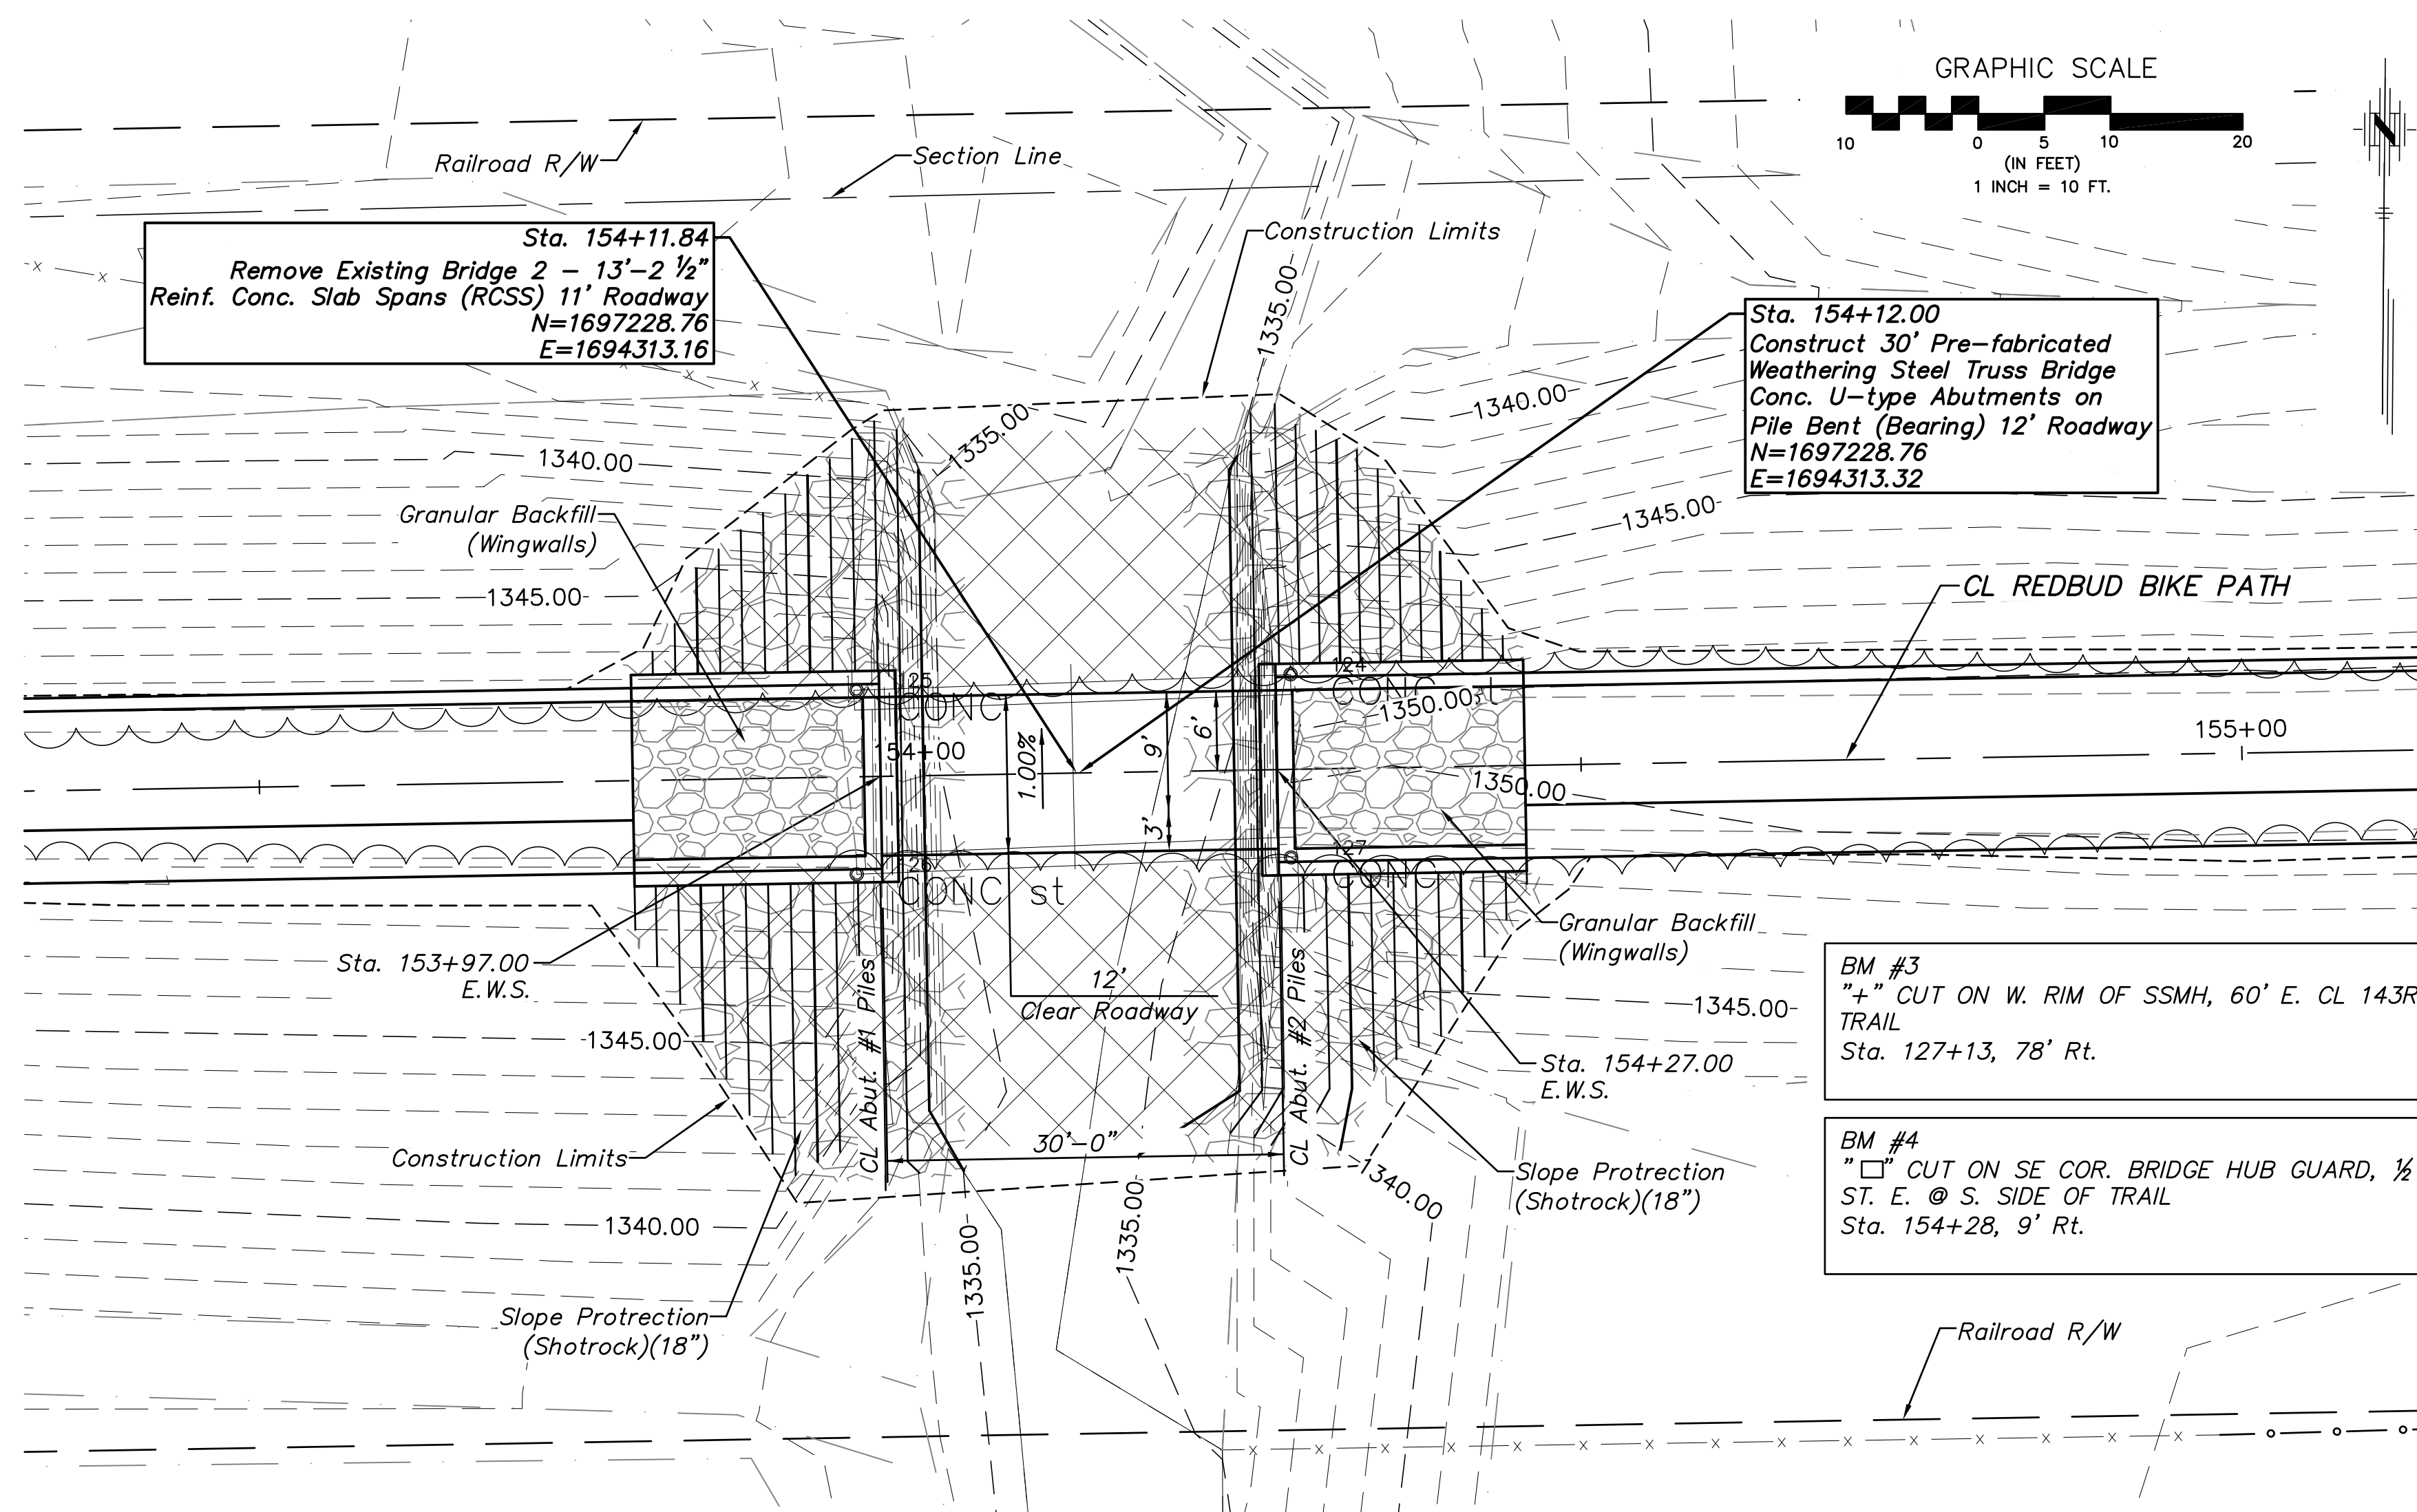 GRAPHIC SCALE
10 0 5 10 20
(IN FEET)
1 INCH = 10 FT.
N
Railroad R/W
Section Line
Construction Limits
Sta. 154+11.84
Remove Existing Bridge 2 - 13'-2 ½"
Reinf. Conc. Slab Spans (RCSS) 11' Roadway
N=1697228.76
E=1694313.16
1335.00
Sta. 154+12.00
Construct 30' Pre-fabricated
Weathering Steel Truss Bridge
Conc. U-type Abutments on
Pile Bent (Bearing) 12' Roadway
N=1697228.76
E=1694313.32
1340.00
1335.00
1340.00
1345.00
Granular Backfill
(Wingwalls)
1345.00
CL REDBUD BIKE PATH
125
CONC
124
CONC st
1350.00
154+00
1.00%
9'
6'
3'
155+00
1350.00
126
CONC st
127
CONC
Granular Backfill
(Wingwalls)
Sta. 153+97.00
E.W.S.
12'
Clear Roadway
CL Abut. #1 Piles
CL Abut. #2 Piles
1345.00
1345.00
BM #3
"+" CUT ON W. RIM OF SSMH, 60' E. CL 143R
TRAIL
Sta. 127+13, 78' Rt.
Sta. 154+27.00
E.W.S.
30'-0"
Construction Limits
BM #4
"□" CUT ON SE COR. BRIDGE HUB GUARD, ½
ST. E. @ S. SIDE OF TRAIL
Sta. 154+28, 9' Rt.
Slope Protrection
(Shotrock)(18")
1340.00
1340.00
1335.00
1335.00
Slope Protrection
(Shotrock)(18")
Railroad R/W